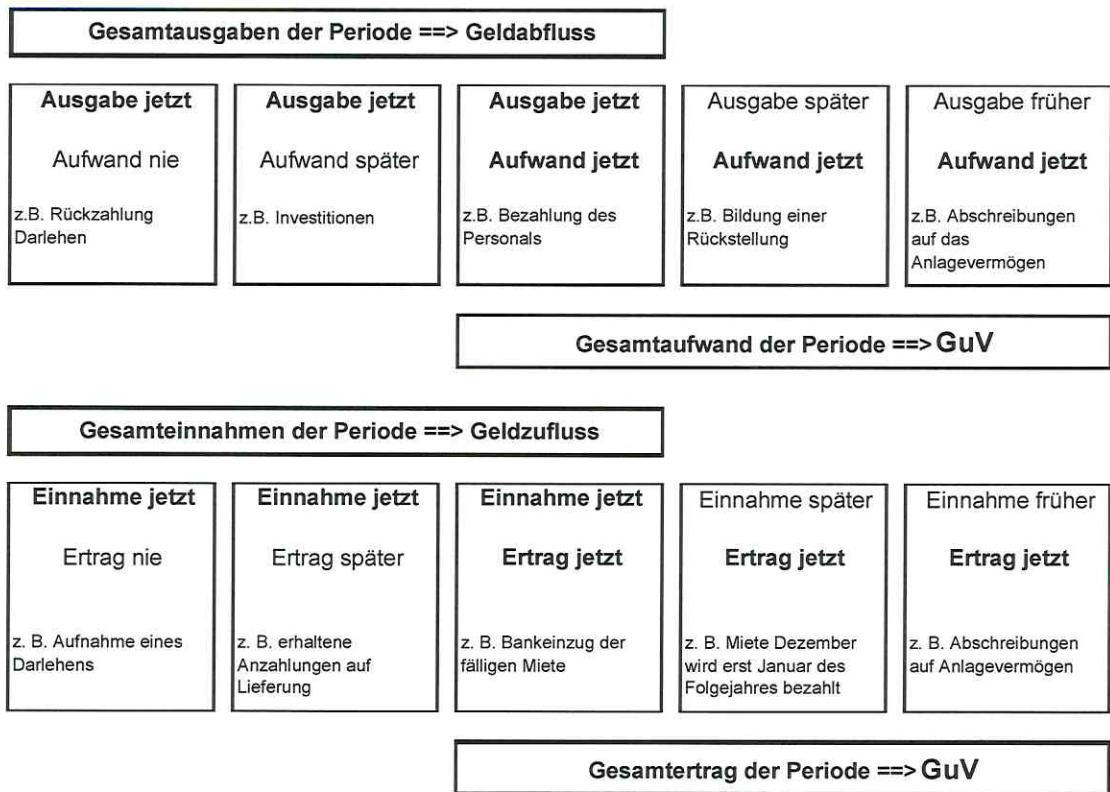 Gesamtausgaben der Periode ==> Geldabfluss
Ausgabe jetzt
Aufwand nie
z.B. Rückzahlung
Darlehen
Ausgabe jetzt
Aufwand später
z.B. Investitionen
Ausgabe jetzt
Aufwand jetzt
z.B. Bezahlung des
Personals
Ausgabe später
Aufwand jetzt
z.B. Bildung einer
Rückstellung
Ausgabe früher
Aufwand jetzt
z.B. Abschreibungen
auf das
Anlagevermögen
Gesamtaufwand der Periode ==> GuV
Gesamteinnahmen der Periode ==> Geldzufluss
Einnahme jetzt
Ertrag nie
z. B. Aufnahme eines
Darlehens
Einnahme jetzt
Ertrag später
z. B. erhaltene
Anzahlungen auf
Lieferung
Einnahme jetzt
Ertrag jetzt
z. B. Bankeinzug der
fälligen Miete
Einnahme später
Ertrag jetzt
z. B. Miete Dezember
wird erst Januar des
Folgejahres bezahlt
Einnahme früher
Ertrag jetzt
z. B. Abschreibungen
auf Anlagevermögen
Gesamtertrag der Periode ==> GuV